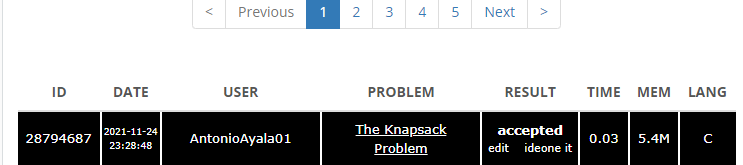 < Previous 1 2 3 4 5 Next >
ID DATE USER PROBLEM RESULT TIME MEM LANG
28794687 2021-11-24 23:28:48 AntonioAyala01 The Knapsack Problem accepted edit ideone it 0.03 5.4M C